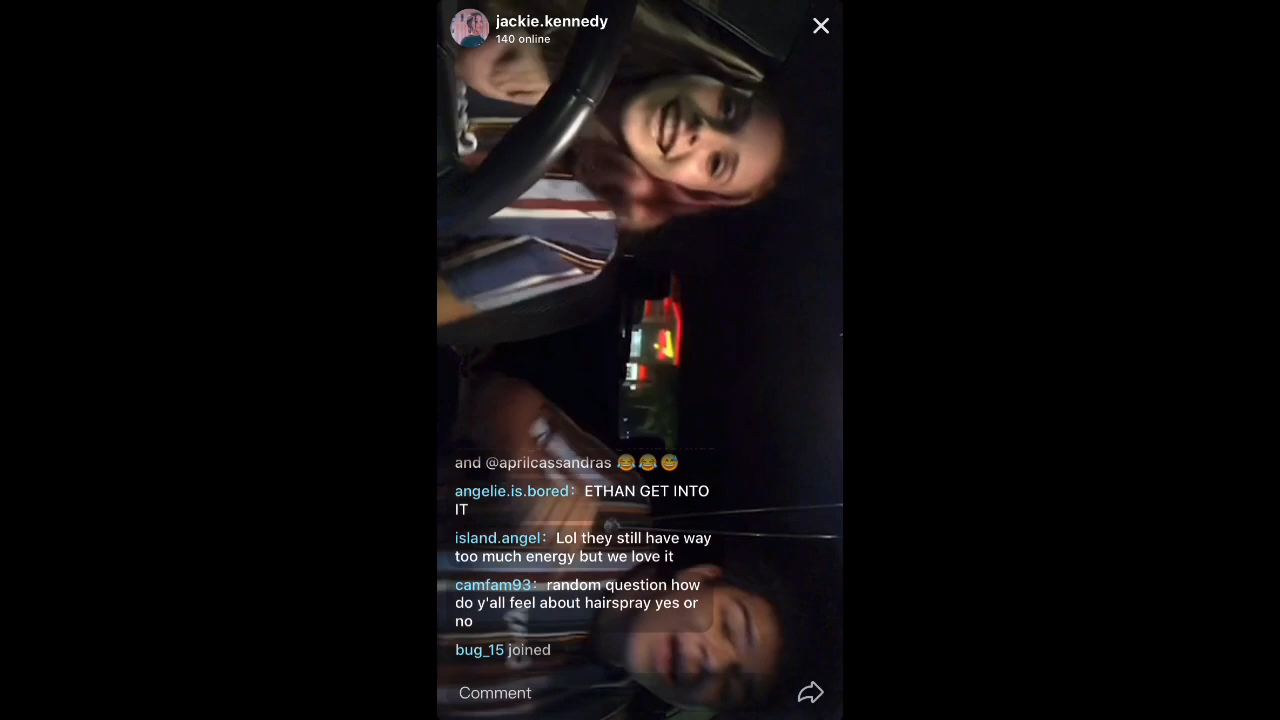 jackie.kennedy
140 online
and @aprilcassandras 😂😂😅
angelie.is.bored: ETHAN GET INTO
IT
island.angel: Lol they still have way
too much energy but we love it
camfam93: random question how
do y'all feel about hairspray yes or
no
bug_15 joined
Comment